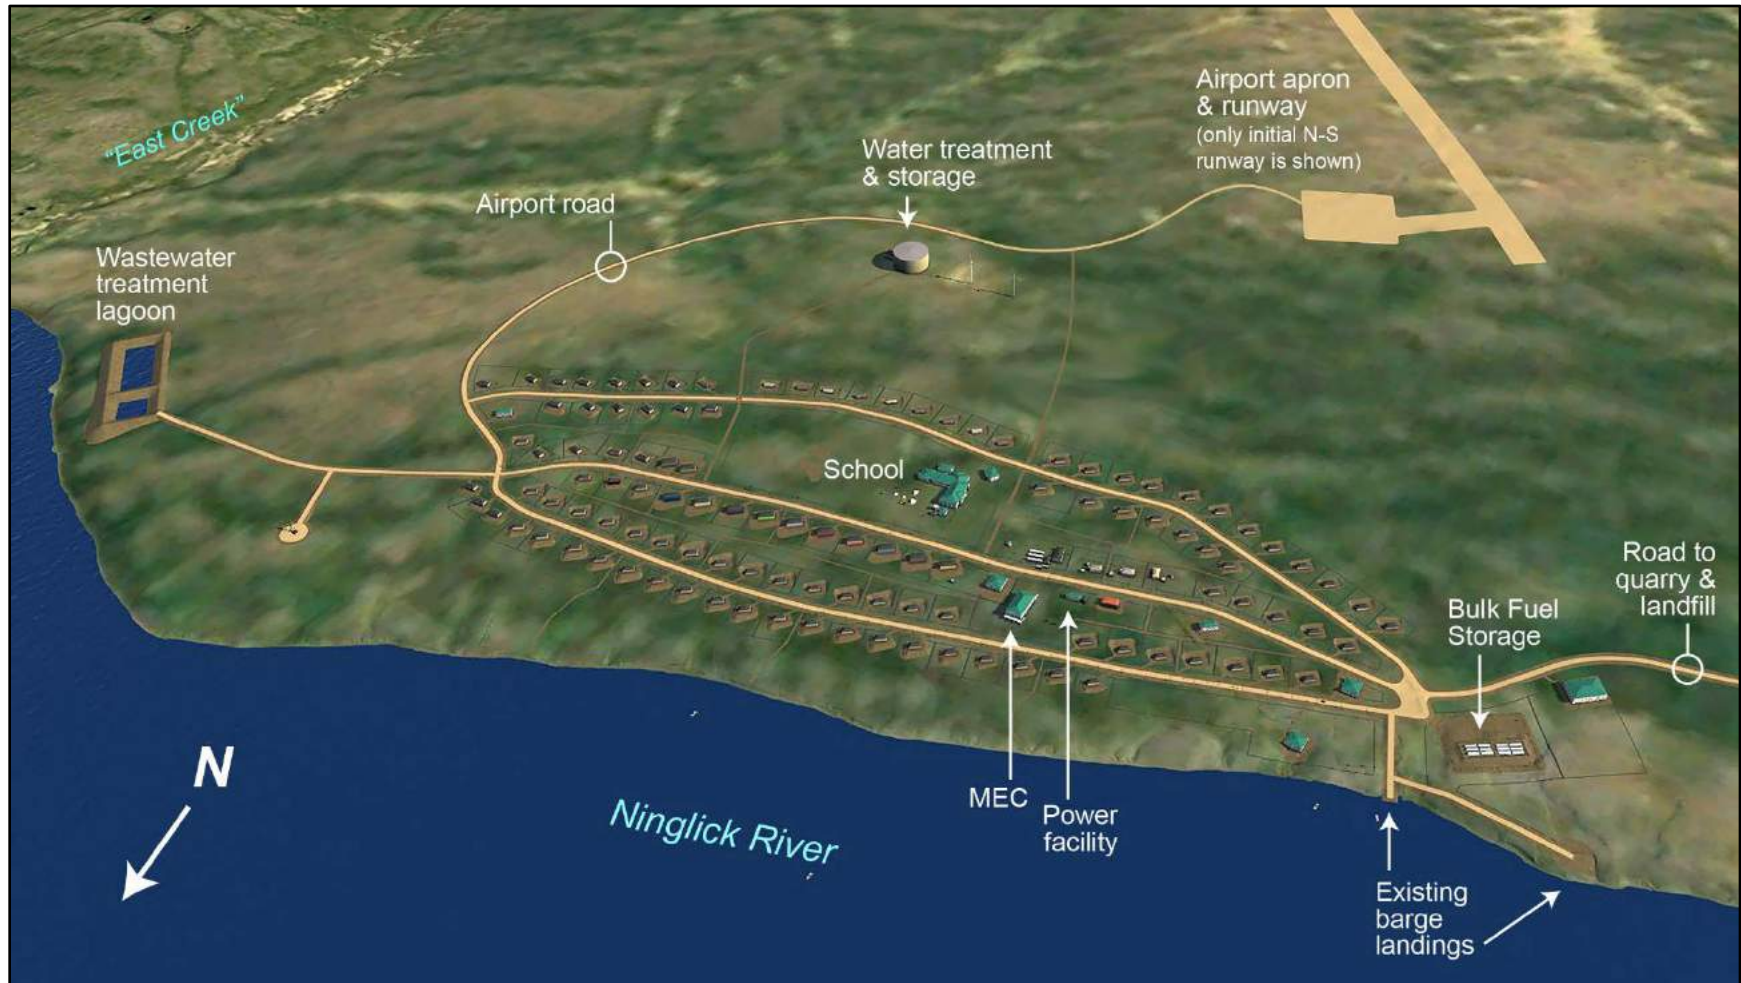 "East Creek"
Airport apron
& runway
(only initial N-S
runway is shown)
Water treatment
& storage
Airport road
Wastewater
treatment
lagoon
School
Road to
quarry &
landfill
Bulk Fuel
Storage
N
MEC
Power
facility
Ninglick River
Existing
barge
landings